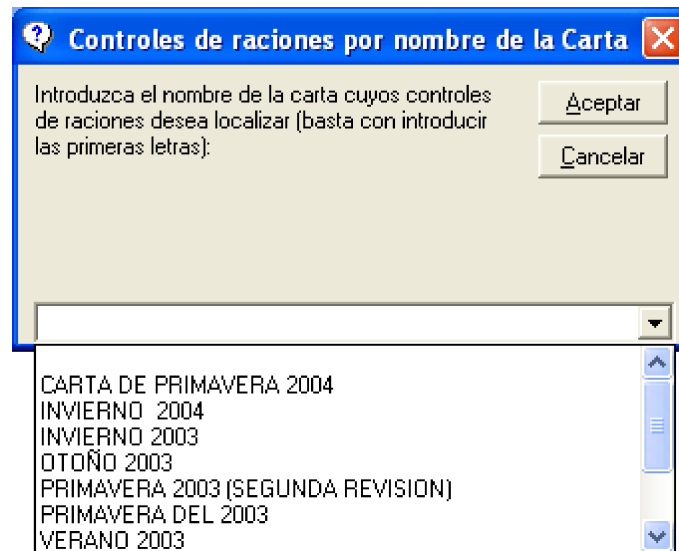 Controles de raciones por nombre de la Carta
Introduzca el nombre de la carta cuyos controles
de raciones desea localizar (basta con introducir
las primeras letras):
Aceptar
Cancelar
CARTA DE PRIMAVERA 2004
INVIERNO  2004
INVIERNO 2003
OTOÑO 2003
PRIMAVERA 2003 (SEGUNDA REVISION)
PRIMAVERA DEL 2003
VERANO 2003